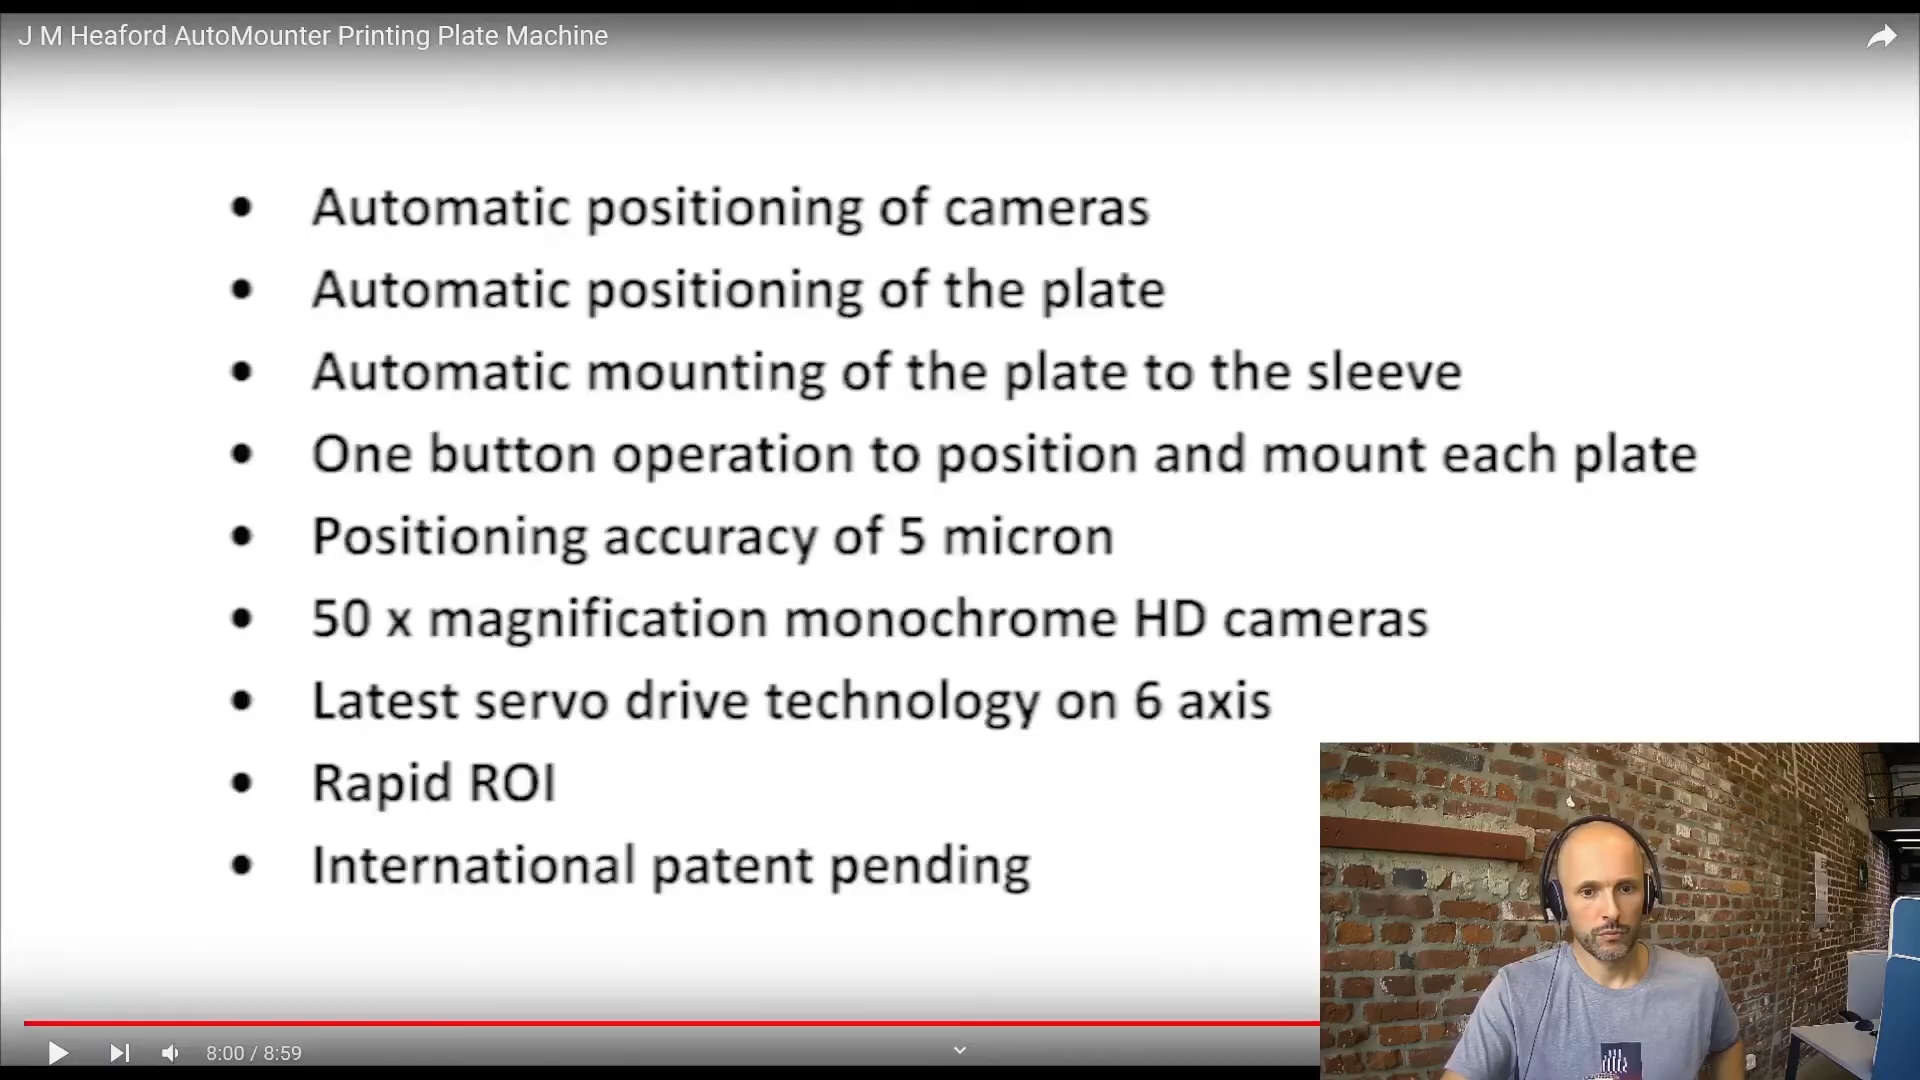 J M Heaford AutoMounter Printing Plate Machine
• Automatic positioning of cameras
• Automatic positioning of the plate
• Automatic mounting of the plate to the sleeve
• One button operation to position and mount each plate
• Positioning accuracy of 5 micron
• 50 x magnification monochrome HD cameras
• Latest servo drive technology on 6 axis
• Rapid ROI
• International patent pending
8:00 / 8:59